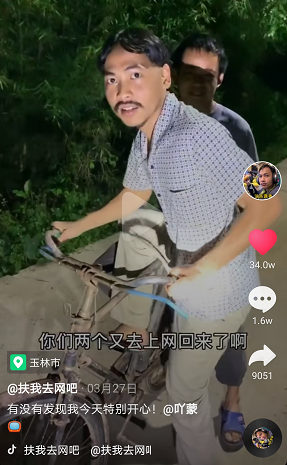 你们两个又去上网回来了啊
玉林市
@扶我去网吧 · 03月27日
有没有发现我今天特别开心！@吖蒙
扶我去网吧 @扶我去网吧
34.0w
1.6w
9051